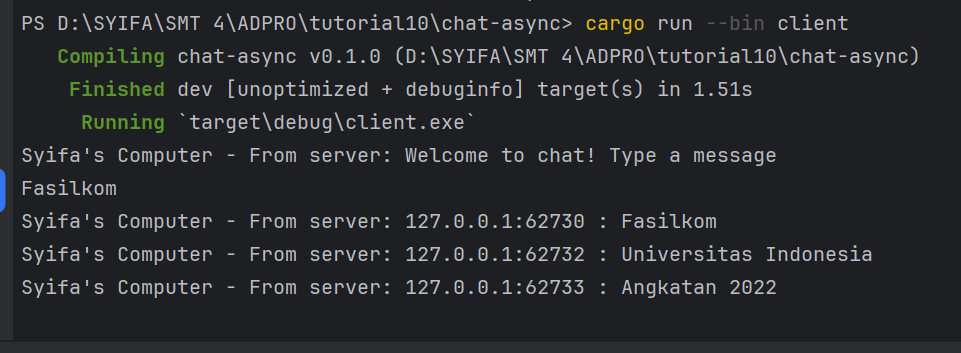 PS D:\SYIFA\SMT 4\ADPRO\tutorial10\chat-async> cargo run --bin client
Compiling chat-async v0.1.0 (D:\SYIFA\SMT 4\ADPRO\tutorial10\chat-async)
Finished dev [unoptimized + debuginfo] target(s) in 1.51s
Running `target\debug\client.exe`
Syifa's Computer - From server: Welcome to chat! Type a message
Fasilkom
Syifa's Computer - From server: 127.0.0.1:62730 : Fasilkom
Syifa's Computer - From server: 127.0.0.1:62732 : Universitas Indonesia
Syifa's Computer - From server: 127.0.0.1:62733 : Angkatan 2022